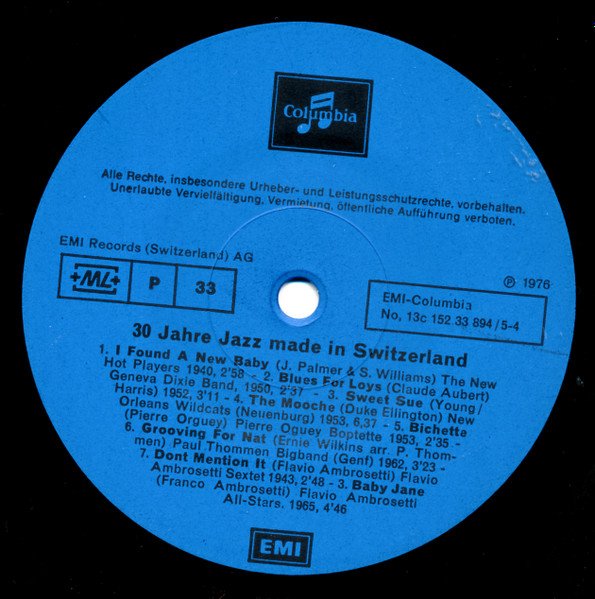 Columbia
Alle Rechte, insbesondere Urheber- und Leistungsschutzrechte, vorbehalten.
Unerlaubte Vervielfältigung, Vermietung, öffentliche Aufführung verboten.
EMI Records (Switzerland) AG
+ML+ P 33
℗ 1976
EMI-Columbia
No, 13c 152 33 894/5-4
30 Jahre Jazz made in Switzerland
1. I Found A New Baby (J. Palmer & S. Williams) The New
Hot Players 1940, 2'58 - 2. Blues For Loys (Claude Aubert)
Geneva Dixie Band, 1950, 2'37 - 3. Sweet Sue (Young/
Harris) 1952, 3'11 - 4. The Mooche (Duke Ellington) New
Orleans Wildcats (Neuenburg) 1953, 6,37 - 5. Bichette
(Pierre Orguey) Pierre Oguey Boptette 1953, 2'35 -
6. Grooving For Nat (Ernie Wilkins arr. P. Thom-
men) Paul Thommen Bigband (Genf) 1962, 3'23 -
7. Dont Mention It (Flavio Ambrosetti) Flavio
Ambrosetti Sextet 1943, 2'48 - 3. Baby Jane
(Franco Ambrosetti) Flavio Ambrosetti
All-Stars. 1965, 4'46
EMI